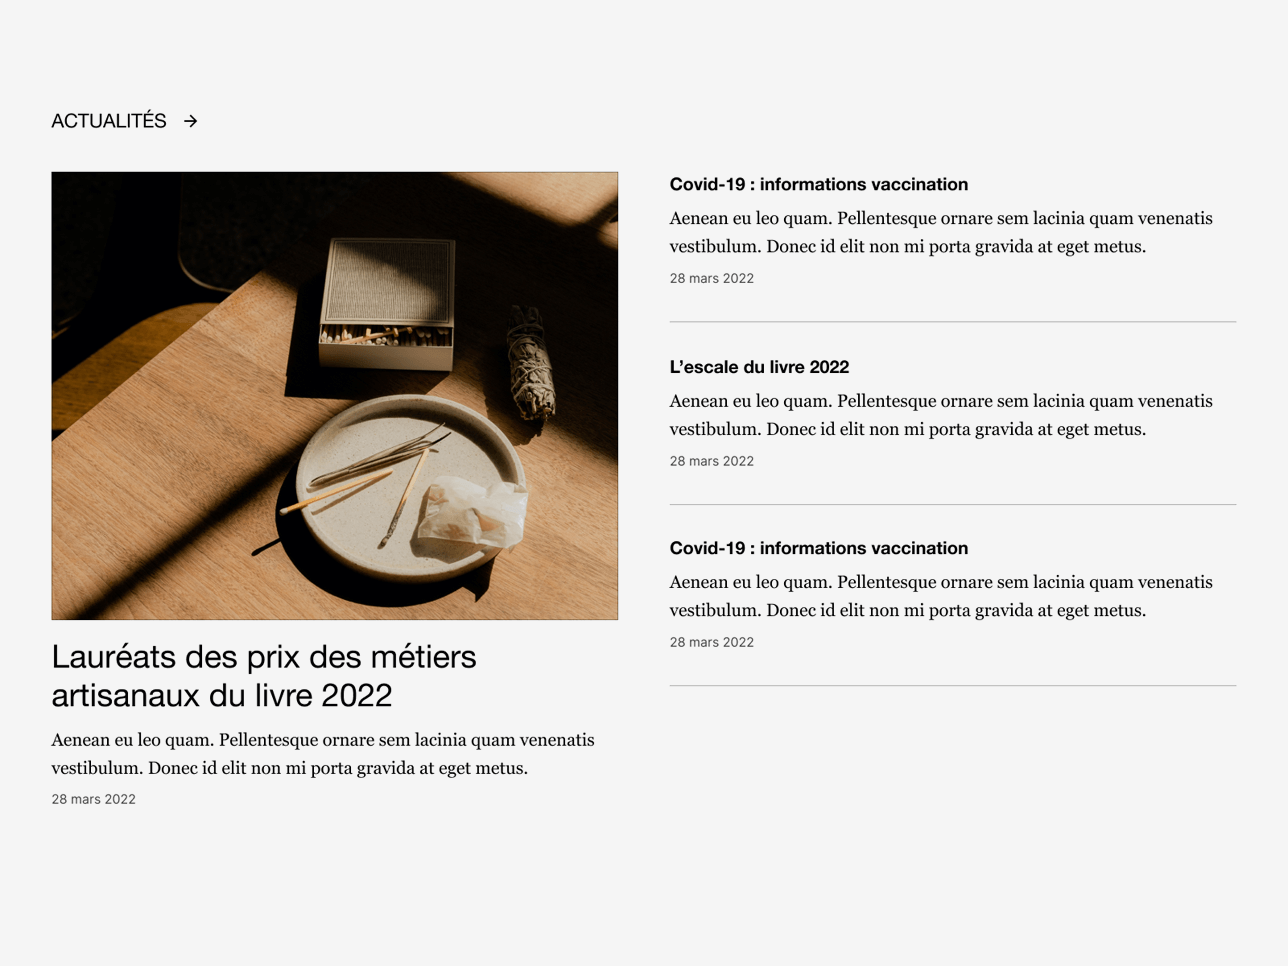 ACTUALITÉS →
Lauréats des prix des métiers
artisanaux du livre 2022
Aenean eu leo quam. Pellentesque ornare sem lacinia quam venenatis
vestibulum. Donec id elit non mi porta gravida at eget metus.
28 mars 2022
Covid-19 : informations vaccination
Aenean eu leo quam. Pellentesque ornare sem lacinia quam venenatis
vestibulum. Donec id elit non mi porta gravida at eget metus.
28 mars 2022
L’escale du livre 2022
Aenean eu leo quam. Pellentesque ornare sem lacinia quam venenatis
vestibulum. Donec id elit non mi porta gravida at eget metus.
28 mars 2022
Covid-19 : informations vaccination
Aenean eu leo quam. Pellentesque ornare sem lacinia quam venenatis
vestibulum. Donec id elit non mi porta gravida at eget metus.
28 mars 2022